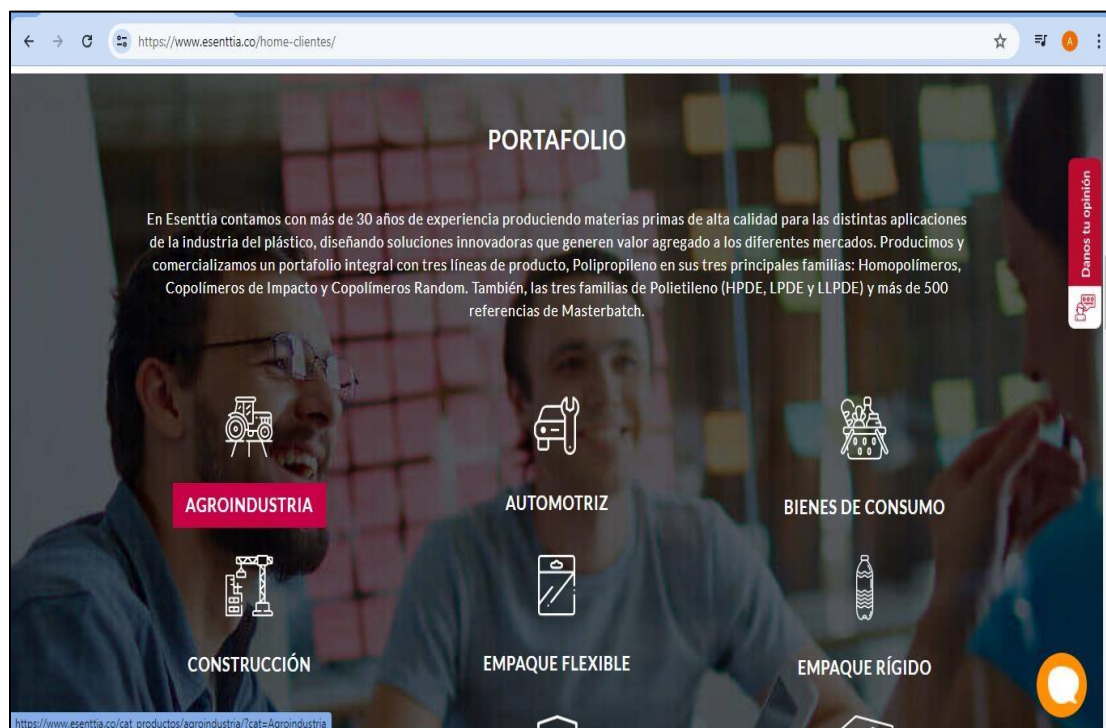 https://www.esenttia.co/home-clientes/
A
PORTAFOLIO
En Esenttia contamos con más de 30 años de experiencia produciendo materias primas de alta calidad para las distintas aplicaciones
de la industria del plástico, diseñando soluciones innovadoras que generen valor agregado a los diferentes mercados. Producimos y
comercializamos un portafolio integral con tres líneas de producto, Polipropileno en sus tres principales familias: Homopolímeros,
Copolímeros de Impacto y Copolímeros Random. También, las tres familias de Polietileno (HPDE, LPDE y LLPDE) y más de 500
referencias de Masterbatch.
Danos tu opinión
AGROINDUSTRIA
AUTOMOTRIZ
BIENES DE CONSUMO
CONSTRUCCIÓN
EMPAQUE FLEXIBLE
EMPAQUE RÍGIDO
https://www.esenttia.co/cat_productos/agroindustria/?cat=Agroindustria